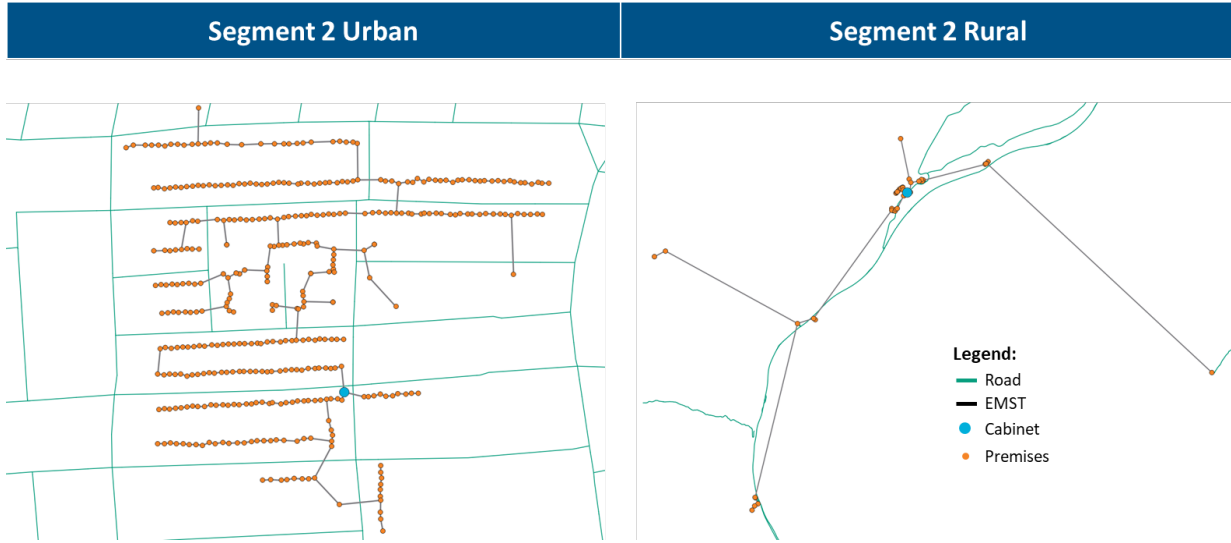 Segment 2 Urban
Segment 2 Rural
Legend:
Road
EMST
Cabinet
Premises